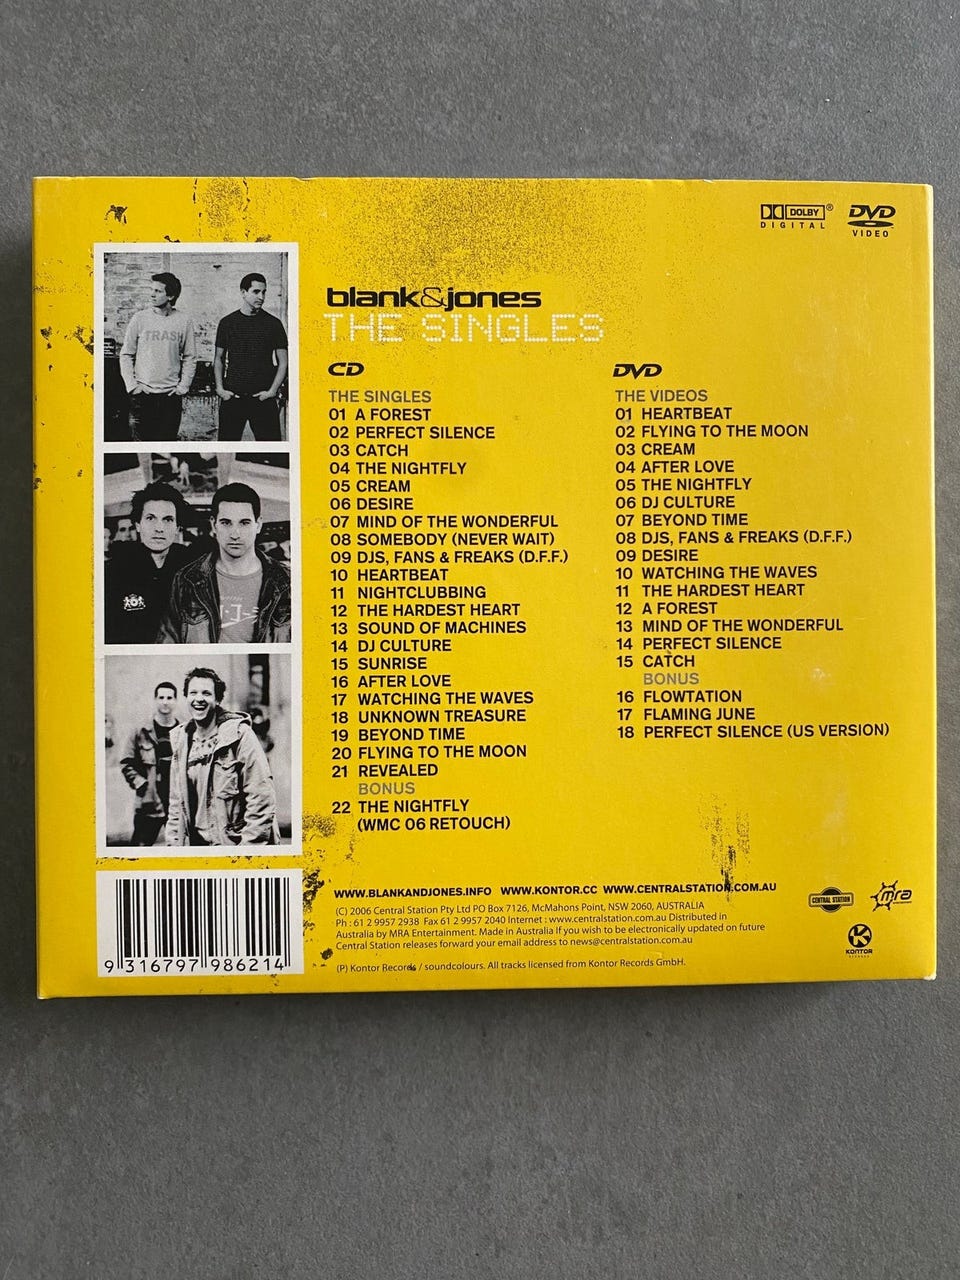 DOLBY
DIGITAL
DVD
VIDEO
TRASH
blank&jones
THE SINGLES
CD
THE SINGLES
01 A FOREST
02 PERFECT SILENCE
03 CATCH
04 THE NIGHTFLY
05 CREAM
06 DESIRE
07 MIND OF THE WONDERFUL
08 SOMEBODY (NEVER WAIT)
09 DJS, FANS & FREAKS (D.F.F.)
10 HEARTBEAT
11 NIGHTCLUBBING
12 THE HARDEST HEART
13 SOUND OF MACHINES
14 DJ CULTURE
15 SUNRISE
16 AFTER LOVE
17 WATCHING THE WAVES
18 UNKNOWN TREASURE
19 BEYOND TIME
20 FLYING TO THE MOON
21 REVEALED
BONUS
22 THE NIGHTFLY
(WMC 06 RETOUCH)
DVD
THE VIDEOS
01 HEARTBEAT
02 FLYING TO THE MOON
03 CREAM
04 AFTER LOVE
05 THE NIGHTFLY
06 DJ CULTURE
07 BEYOND TIME
08 DJS, FANS & FREAKS (D.F.F.)
09 DESIRE
10 WATCHING THE WAVES
11 THE HARDEST HEART
12 A FOREST
13 MIND OF THE WONDERFUL
14 PERFECT SILENCE
15 CATCH
BONUS
16 FLOWTATION
17 FLAMING JUNE
18 PERFECT SILENCE (US VERSION)
WWW.BLANKANDJONES.INFO WWW.KONTOR.CC WWW.CENTRALSTATION.COM.AU
(C) 2006 Central Station Pty Ltd PO Box 7126, McMahons Point, NSW 2060, AUSTRALIA
Ph : 61 2 9957 2938 Fax 61 2 9957 2040 Internet : www.centralstation.com.au Distributed in
Australia by MRA Entertainment. Made in Australia If you wish to be electronically updated on future
Central Station releases forward your email address to news@centralstation.com.au
(P) Kontor Records / soundcolours. All tracks licensed from Kontor Records GmbH.
CENTRAL STATION
mra
KONTOR
RECORDS
9 316797 986214